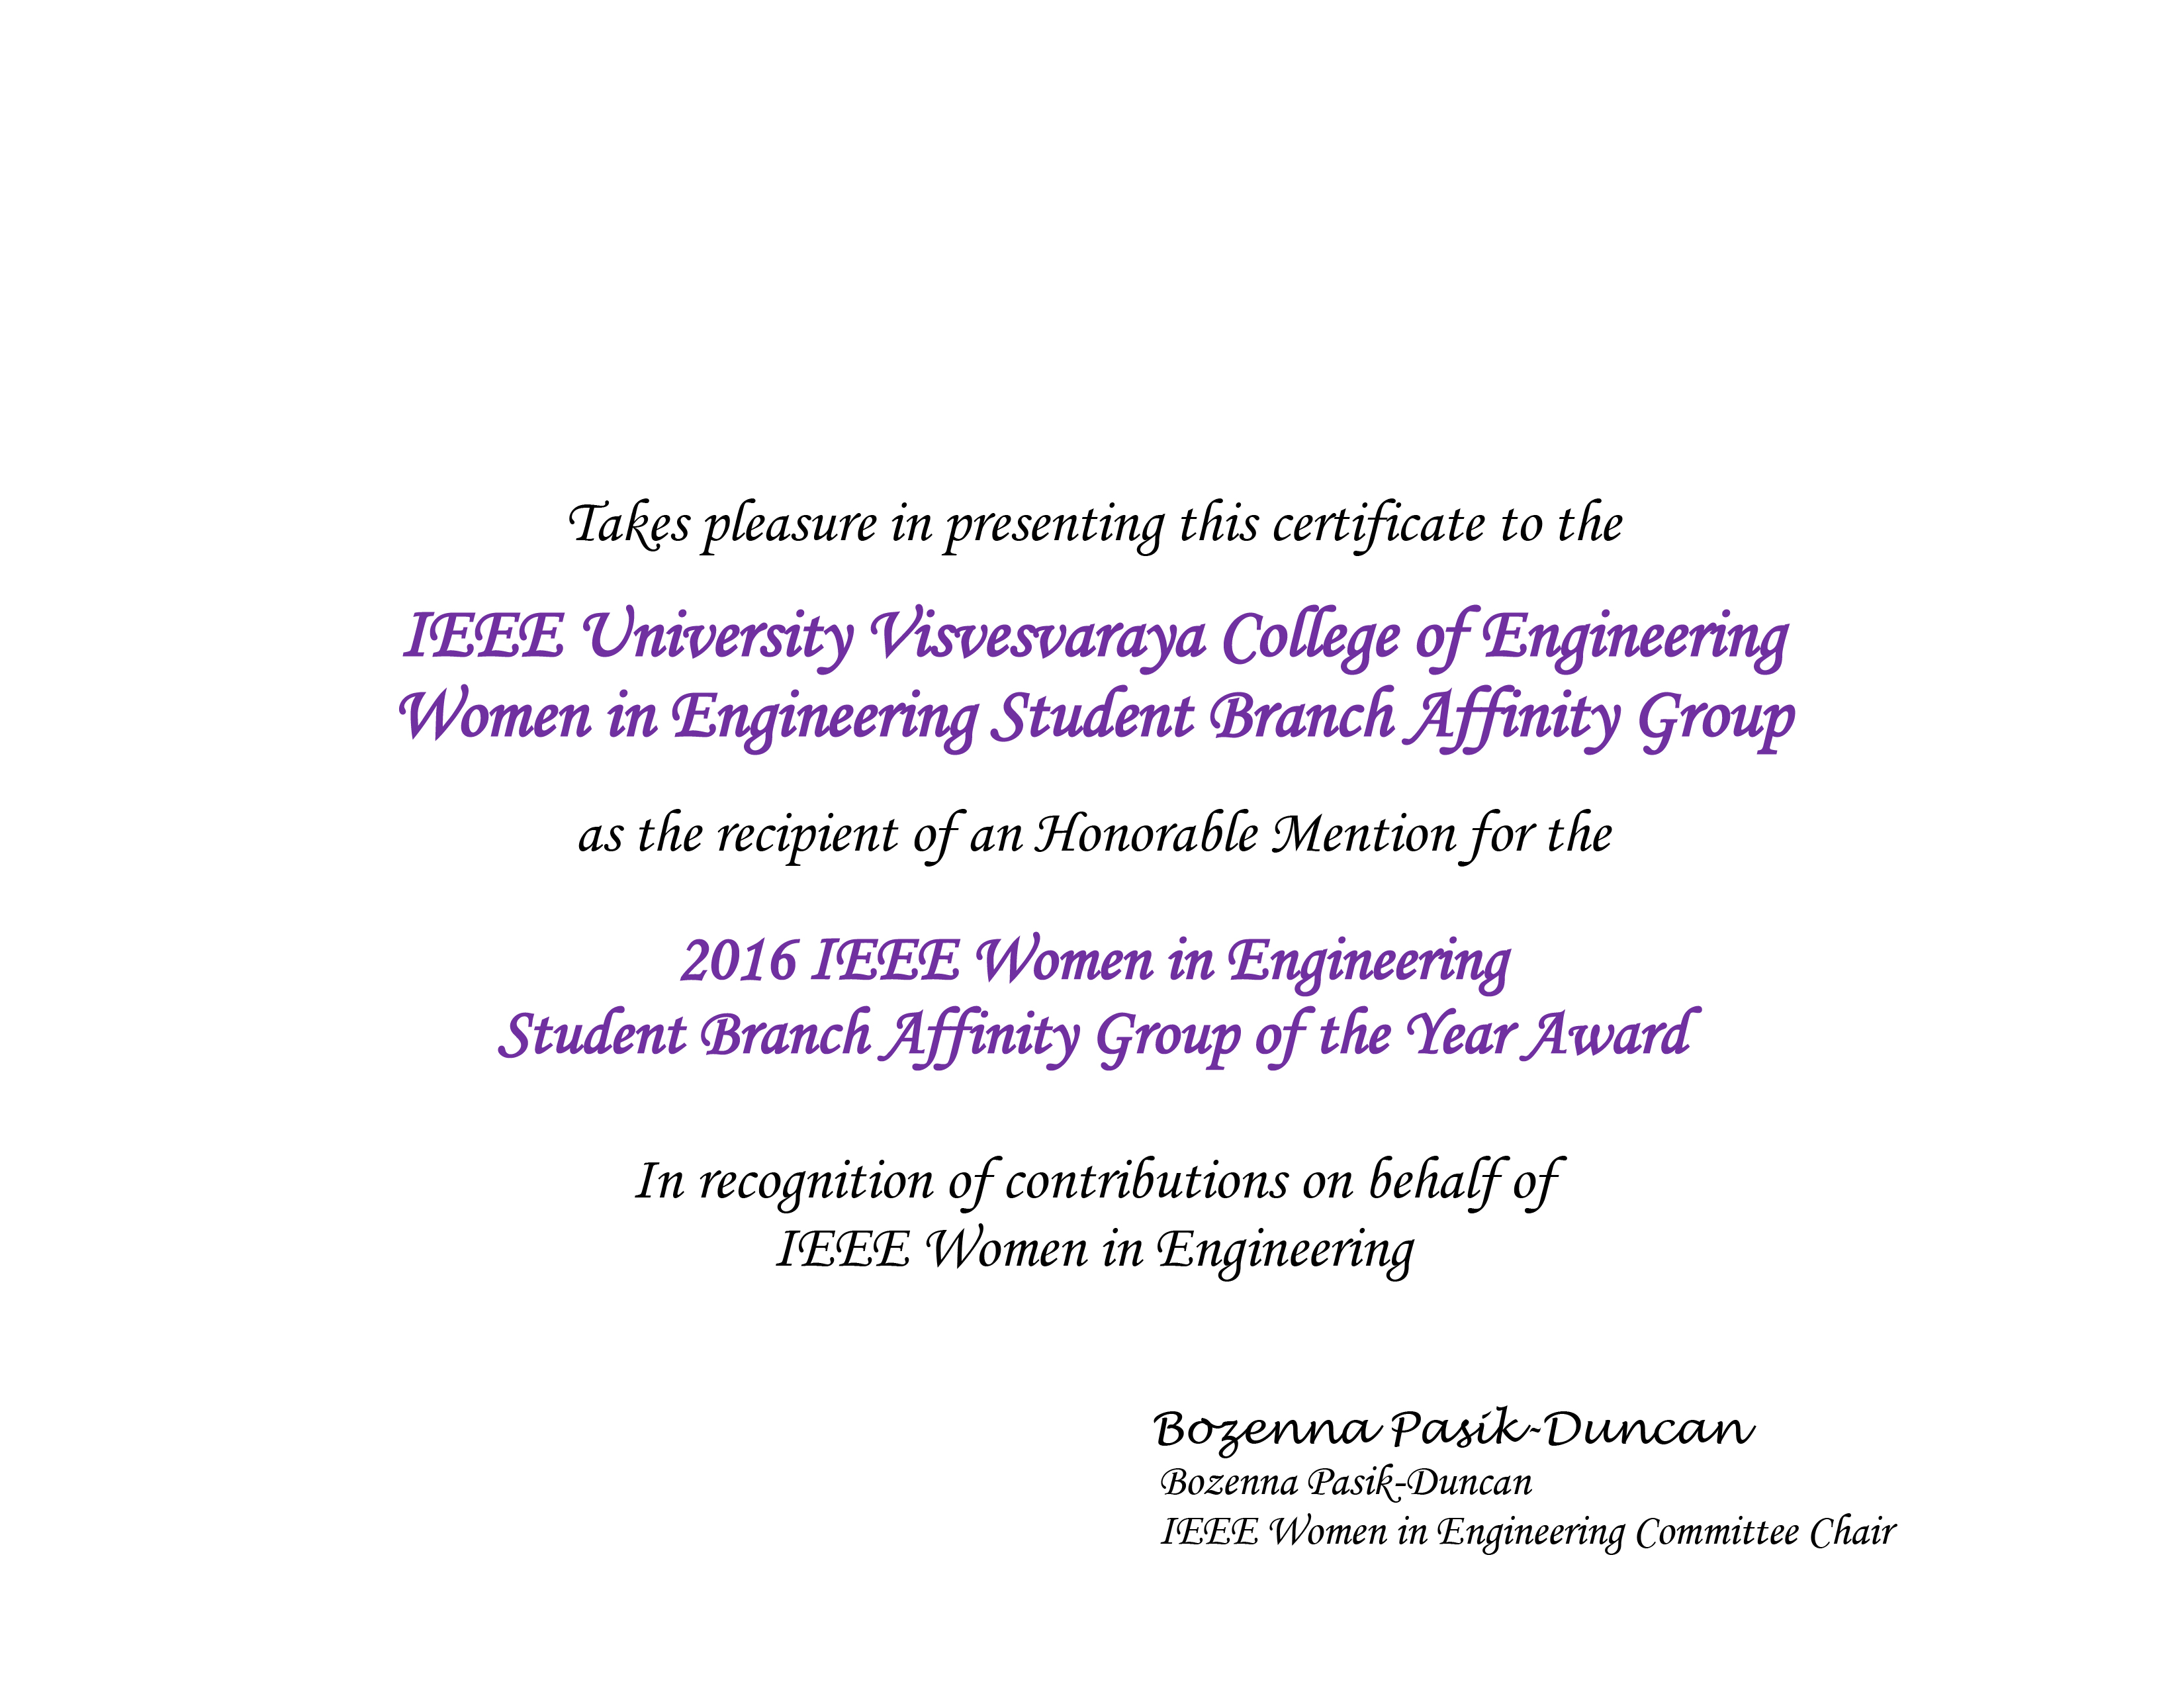 Takes pleasure in presenting this certificate to the
IEEE University Visvesvaraya College of Engineering
Women in Engineering Student Branch Affinity Group
as the recipient of an Honorable Mention for the
2016 IEEE Women in Engineering
Student Branch Affinity Group of the Year Award
In recognition of contributions on behalf of
IEEE Women in Engineering
Bozenna Pasik-Duncan
Bozenna Pasik-Duncan
IEEE Women in Engineering Committee Chair